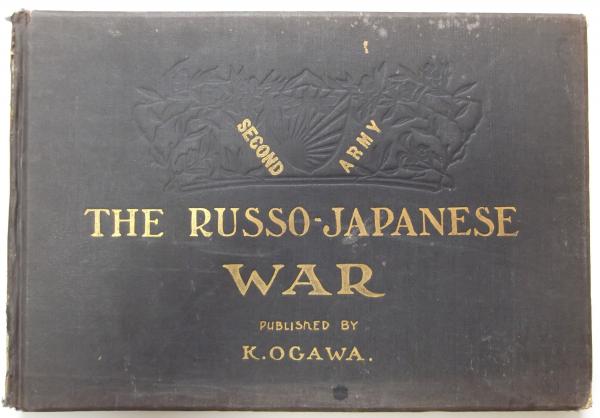 SECOND ARMY
THE RUSSO-JAPANESE
WAR
PUBLISHED BY
K.OGAWA.